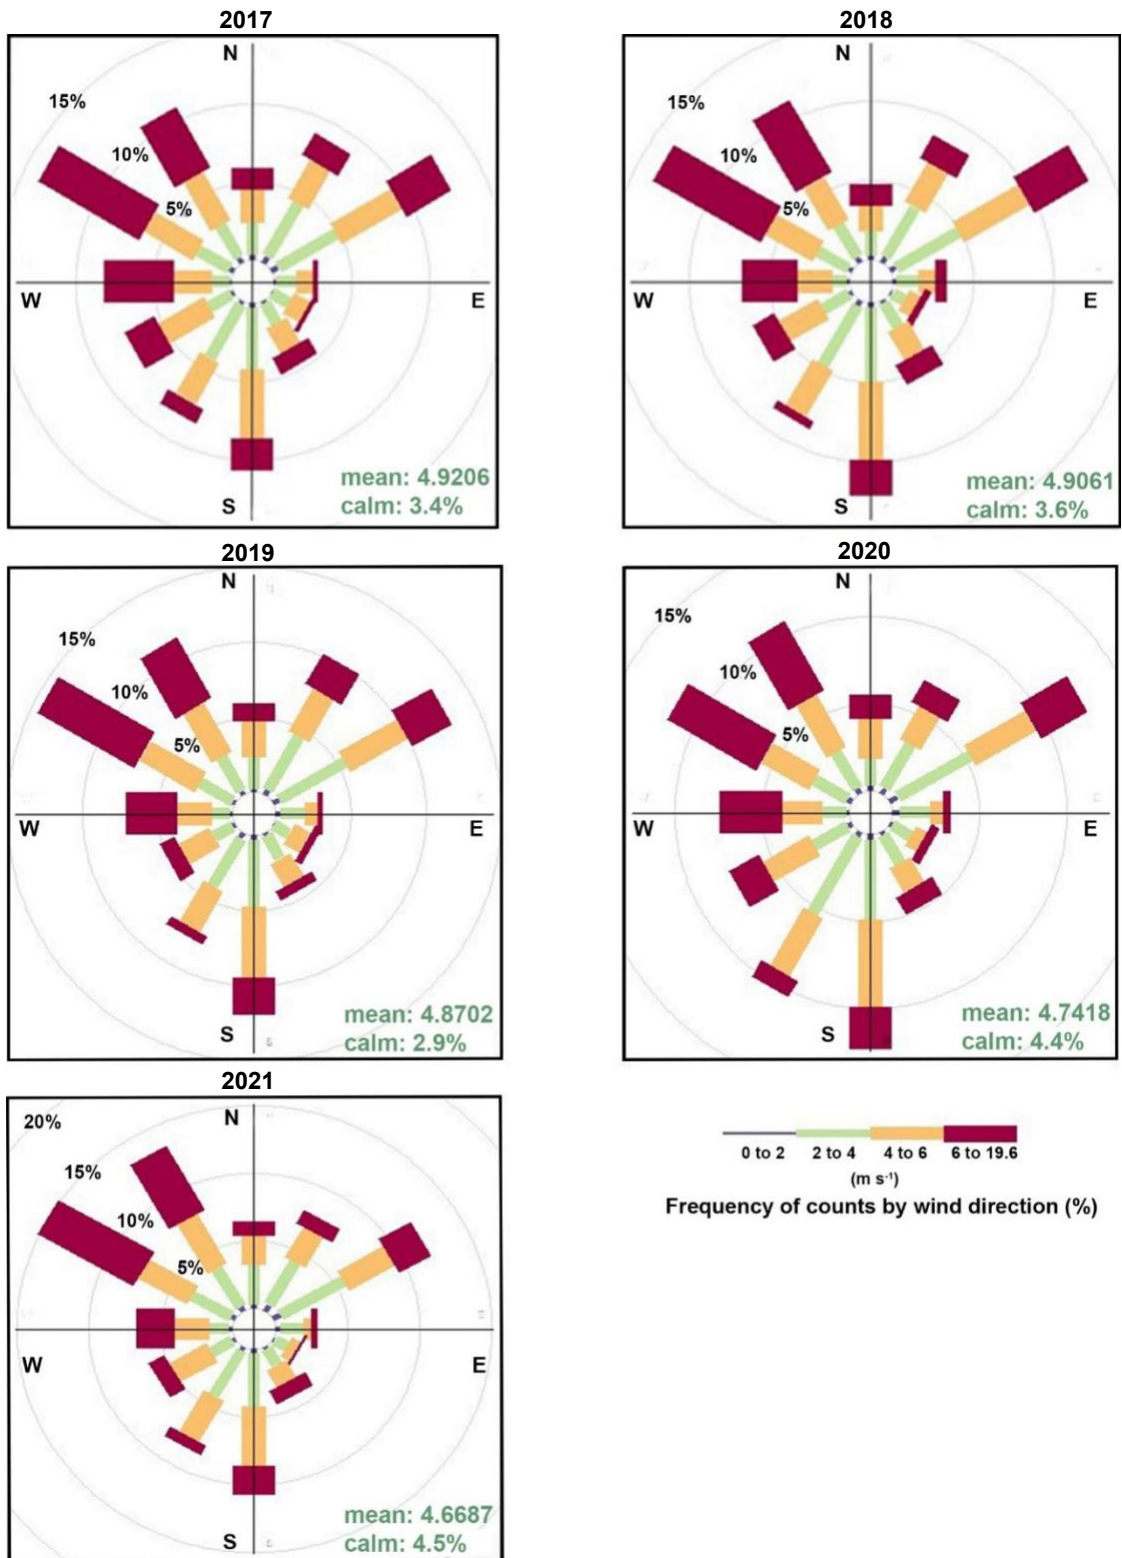 2017
N
15%
10%
5%
W
E
S
mean: 4.9206
calm: 3.4%
2018
N
15%
10%
5%
W
E
S
mean: 4.9061
calm: 3.6%
2019
N
15%
10%
5%
W
E
S
mean: 4.8702
calm: 2.9%
2020
N
15%
10%
5%
W
E
S
mean: 4.7418
calm: 4.4%
2021
20%
N
15%
10%
5%
W
E
S
mean: 4.6687
calm: 4.5%
0 to 2 2 to 4 4 to 6 6 to 19.6
(m s⁻¹)
Frequency of counts by wind direction (%)